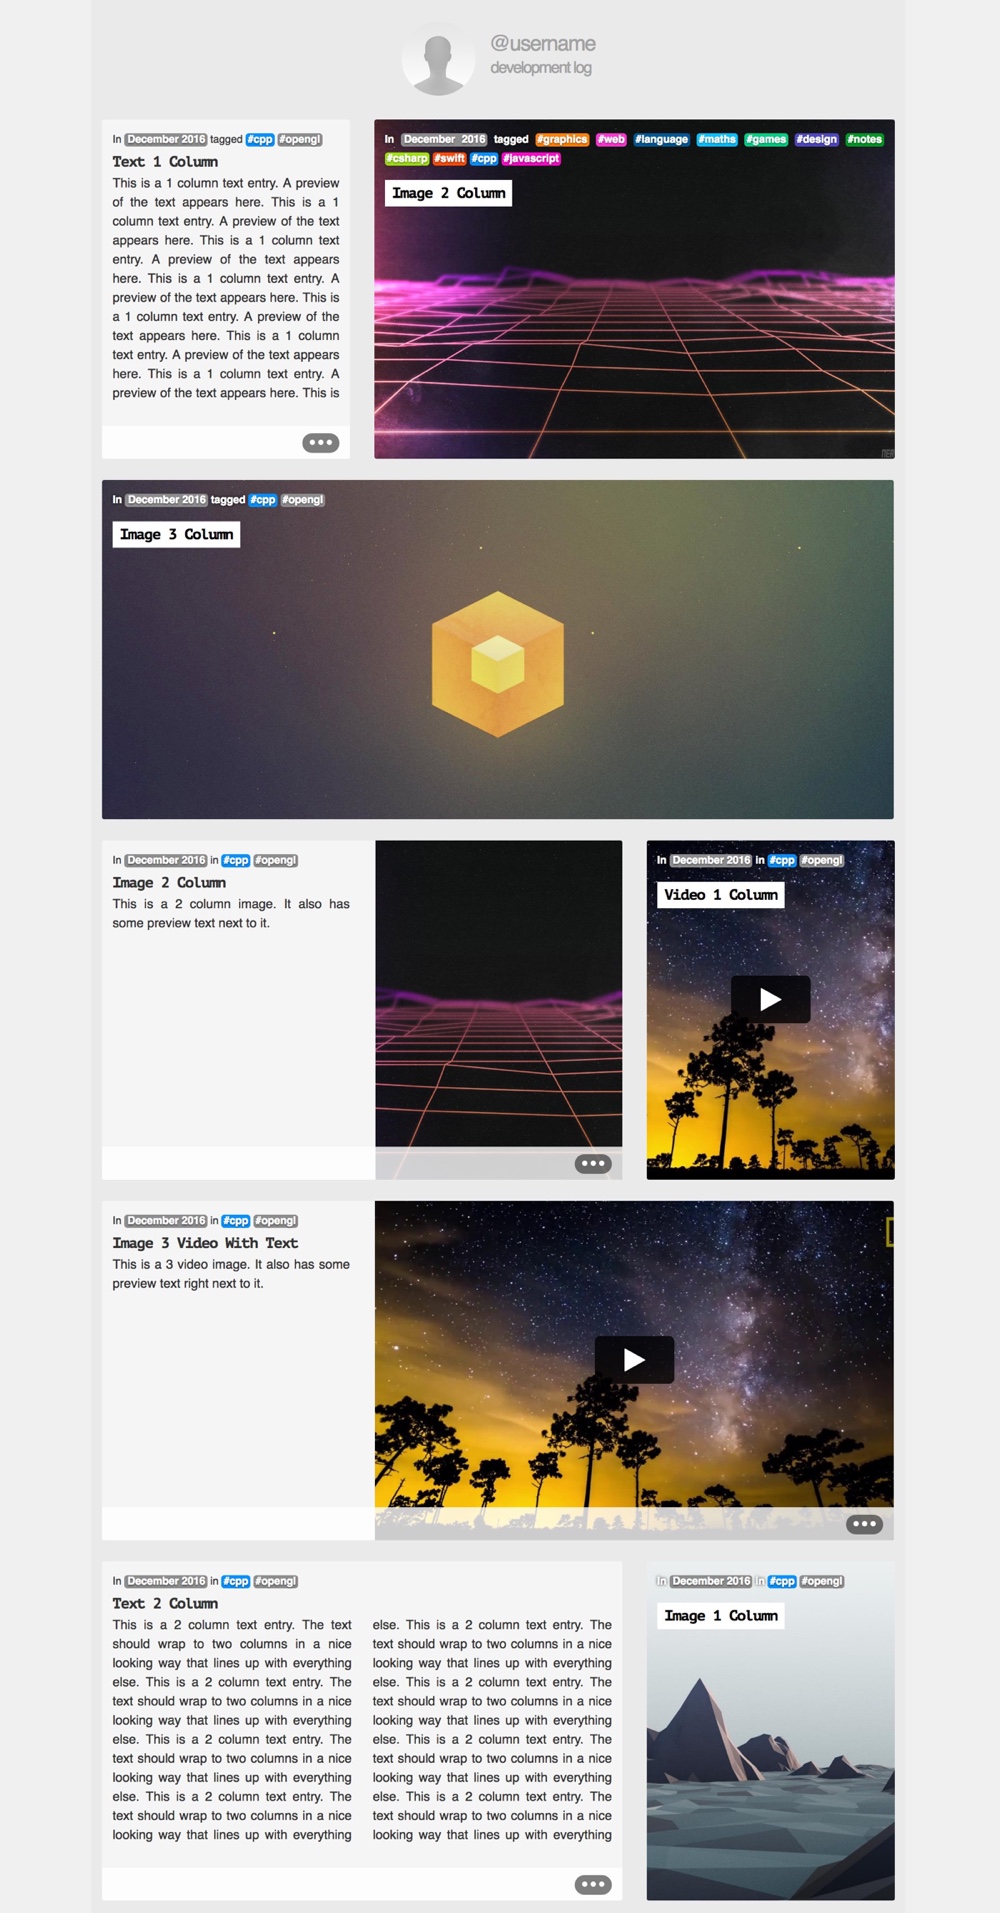 @username
development log
In December 2016 tagged #cpp #opengl
Text 1 Column
This is a 1 column text entry. A preview
of the text appears here. This is a 1
column text entry. A preview of the text
appears here. This is a 1 column text
entry. A preview of the text appears
here. This is a 1 column text entry. A
preview of the text appears here. This is
a 1 column text entry. A preview of the
text appears here. This is a 1 column
text entry. A preview of the text appears
here. This is a 1 column text entry. A
preview of the text appears here. This is
In December 2016 tagged #graphics #web #language #maths #games #design #notes
#csharp #swift #cpp #javascript
Image 2 Column
In December 2016 tagged #cpp #opengl
Image 3 Column
In December 2016 in #cpp #opengl
Image 2 Column
This is a 2 column image. It also has
some preview text next to it.
In December 2016 in #cpp #opengl
Video 1 Column
In December 2016 in #cpp #opengl
Image 3 Video With Text
This is a 3 video image. It also has some
preview text right next to it.
In December 2016 in #cpp #opengl
Text 2 Column
This is a 2 column text entry. The text
should wrap to two columns in a nice
looking way that lines up with everything
else. This is a 2 column text entry. The
text should wrap to two columns in a nice
looking way that lines up with everything
else. This is a 2 column text entry. The
text should wrap to two columns in a nice
looking way that lines up with everything
else. This is a 2 column text entry. The
text should wrap to two columns in a nice
looking way that lines up with everything
else. This is a 2 column text entry. The
text should wrap to two columns in a nice
looking way that lines up with everything
else. This is a 2 column text entry. The
text should wrap to two columns in a nice
looking way that lines up with everything
else. This is a 2 column text entry. The
text should wrap to two columns in a nice
looking way that lines up with everything
else. This is a 2 column text entry. The
text should wrap to two columns in a nice
looking way that lines up with everything
In December 2016 in #cpp #opengl
Image 1 Column